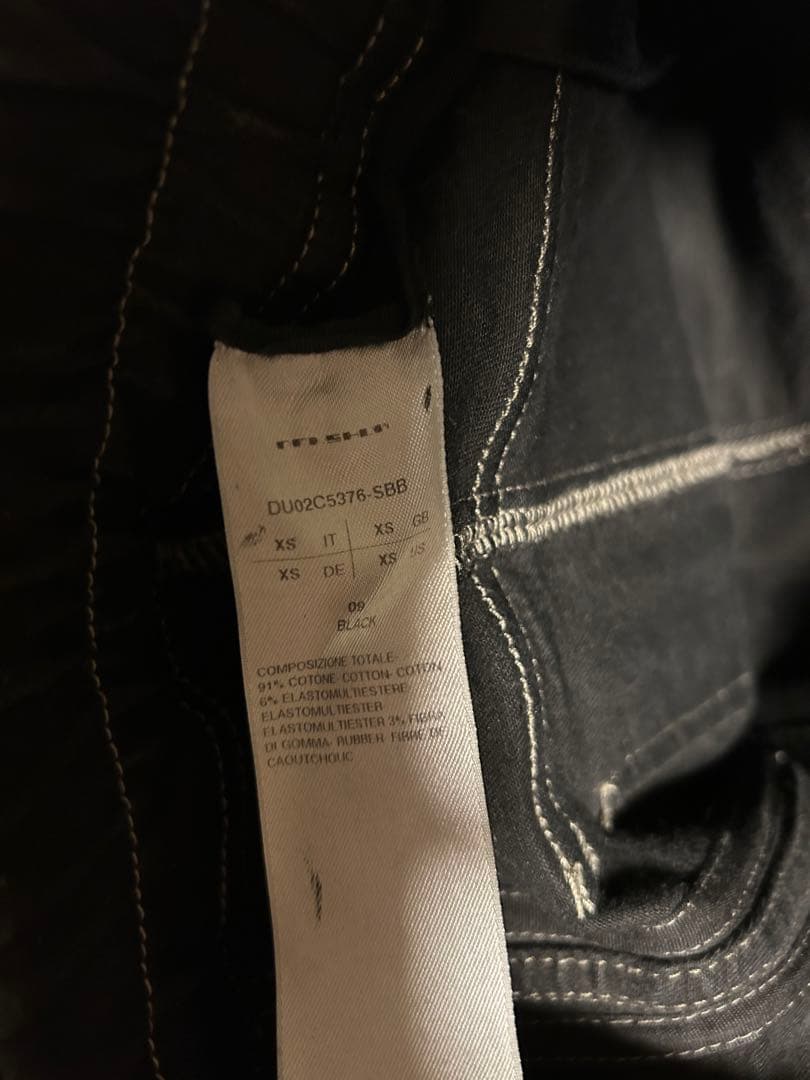 DU02C5376-SBB
XS IT XS GB
XS DE XS US
09
BLACK
COMPOSIZIONE TOTALE-
91% COTONE- COTTON- COTON
6% ELASTOMULTIESTERE
ELASTOMULTIESTER
ELASTOMULTIESTER 3% FIBRA
DI GOMMA- RUBBER- FIBRE DE
CAOUTCHOUC